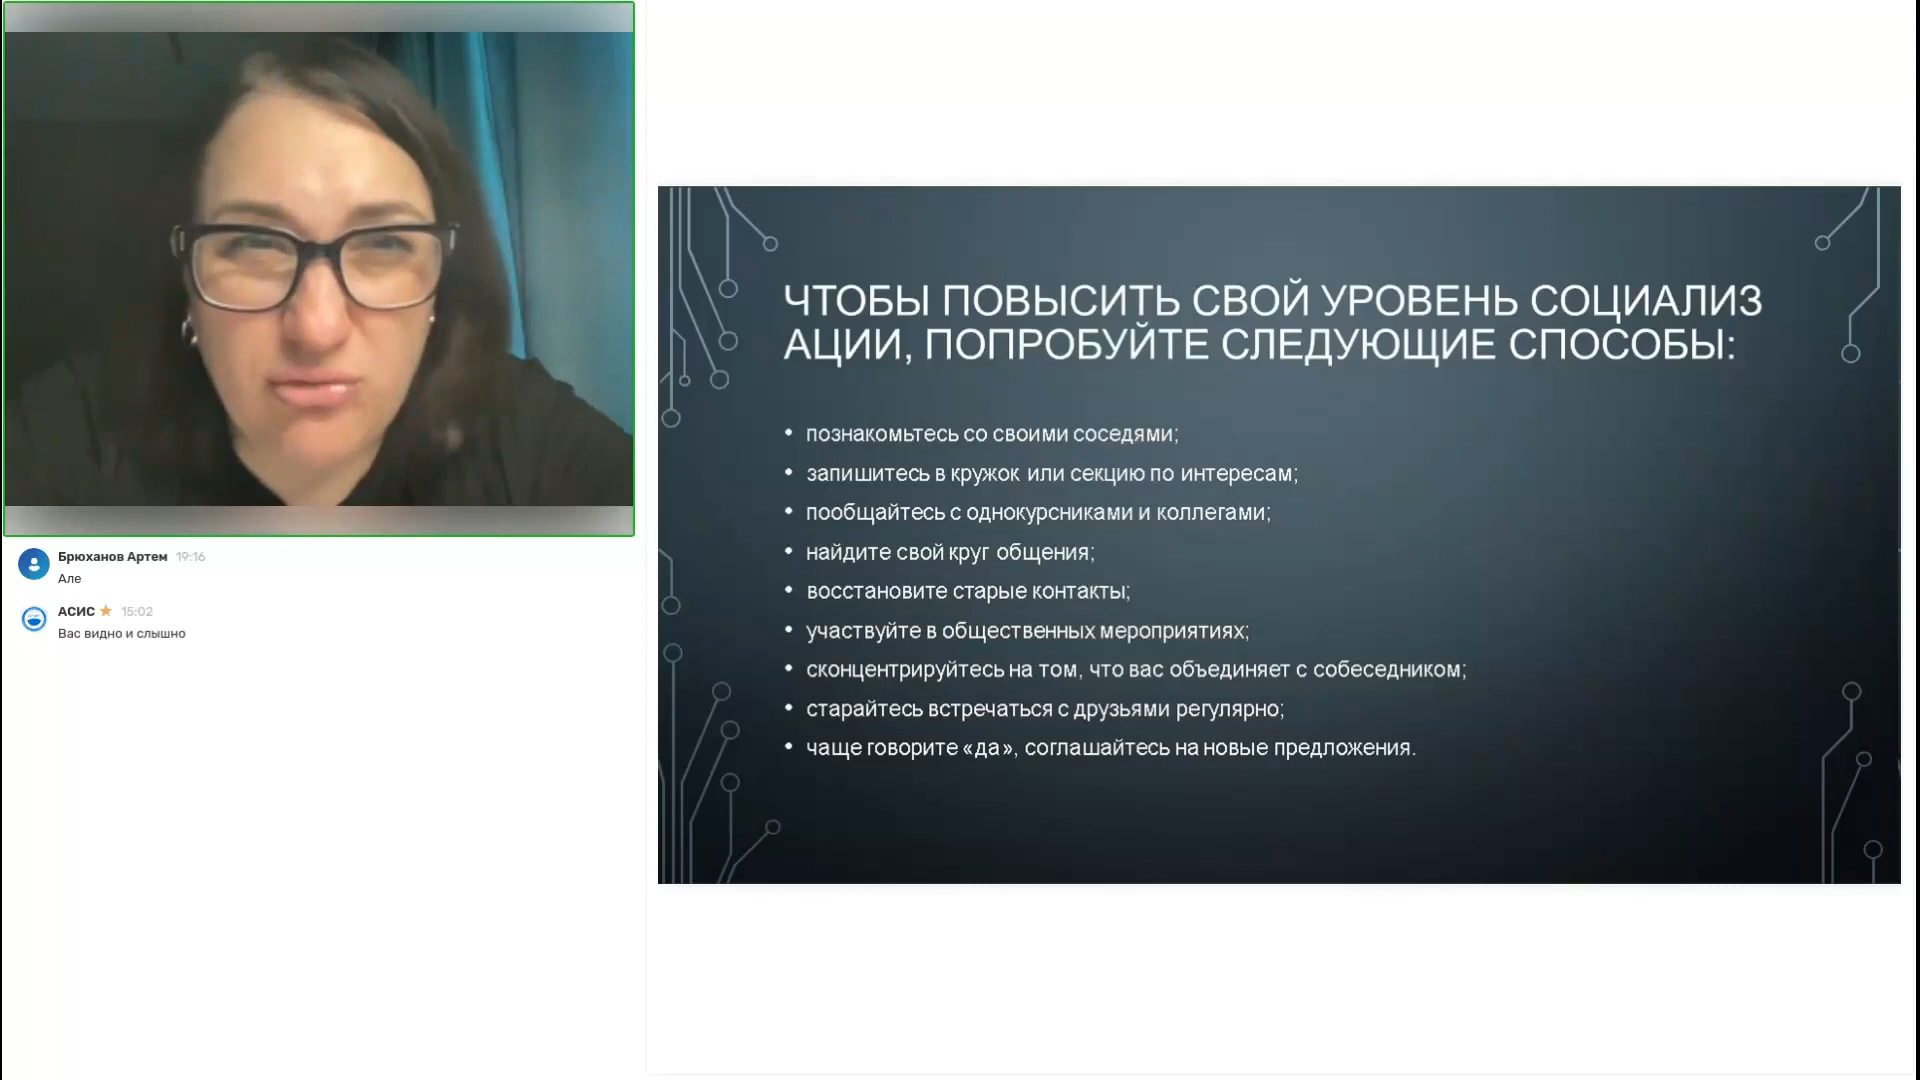 Брюханов Артем 19:16
Але
АСИС 15:02
Вас видно и слышно
ЧТОБЫ ПОВЫСИТЬ СВОЙ УРОВЕНЬ СОЦИАЛИЗ
АЦИИ, ПОПРОБУЙТЕ СЛЕДУЮЩИЕ СПОСОБЫ:
• познакомьтесь со своими соседями;
• запишитесь в кружок или секцию по интересам;
• пообщайтесь с однокурсниками и коллегами;
• найдите свой круг общения;
• восстановите старые контакты;
• участвуйте в общественных мероприятиях;
• сконцентрируйтесь на том, что вас объединяет с собеседником;
• старайтесь встречаться с друзьями регулярно;
• чаще говорите «да», соглашайтесь на новые предложения.